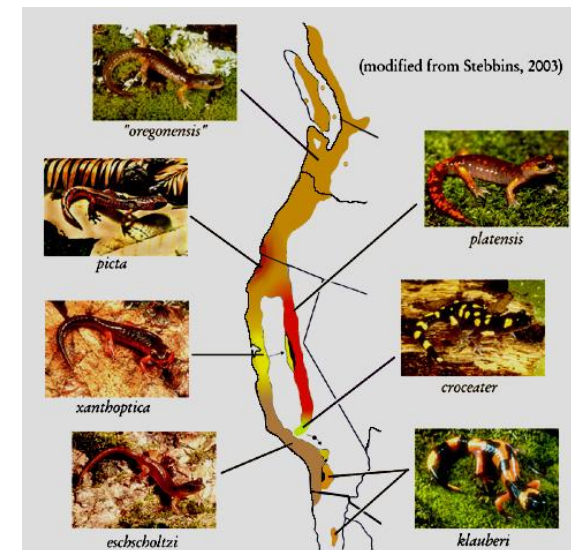 (modified from Stebbins, 2003)
"oregonensis"
platensis
picta
croceater
xanthoptica
eschscholtzi
klauberi